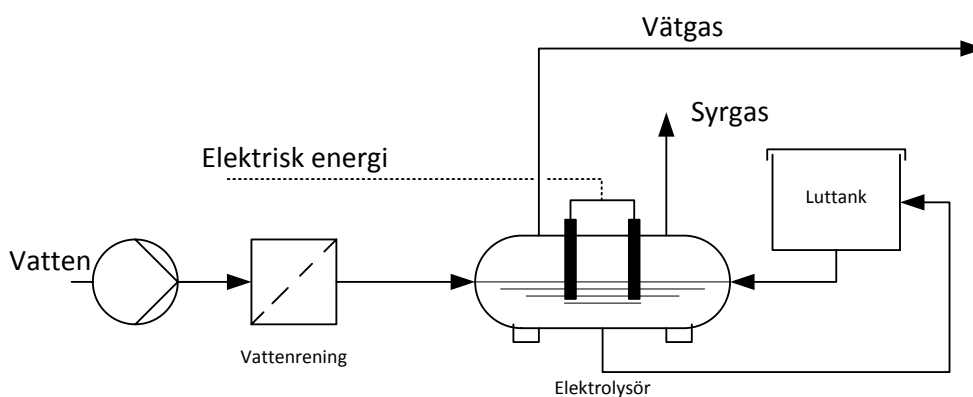 Vätgas
Syrgas
Elektrisk energi
Luttank
Vatten
Vattenrening
Elektrolysör